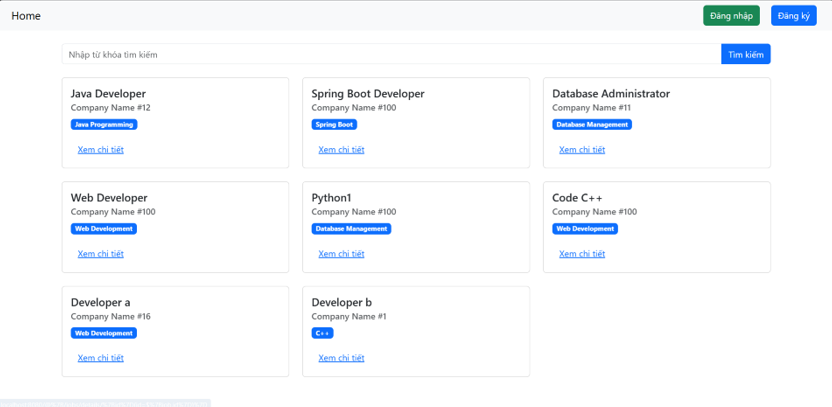 Home
Đăng nhập
Đăng ký
Nhập từ khóa tìm kiếm
Tìm kiếm
Java Developer
Company Name #12
Java Programming
Xem chi tiết
Spring Boot Developer
Company Name #100
Spring Boot
Xem chi tiết
Database Administrator
Company Name #11
Database Management
Xem chi tiết
Web Developer
Company Name #100
Web Development
Xem chi tiết
Python1
Company Name #100
Database Management
Xem chi tiết
Code C++
Company Name #100
Web Development
Xem chi tiết
Developer a
Company Name #16
Web Development
Xem chi tiết
Developer b
Company Name #1
C++
Xem chi tiết